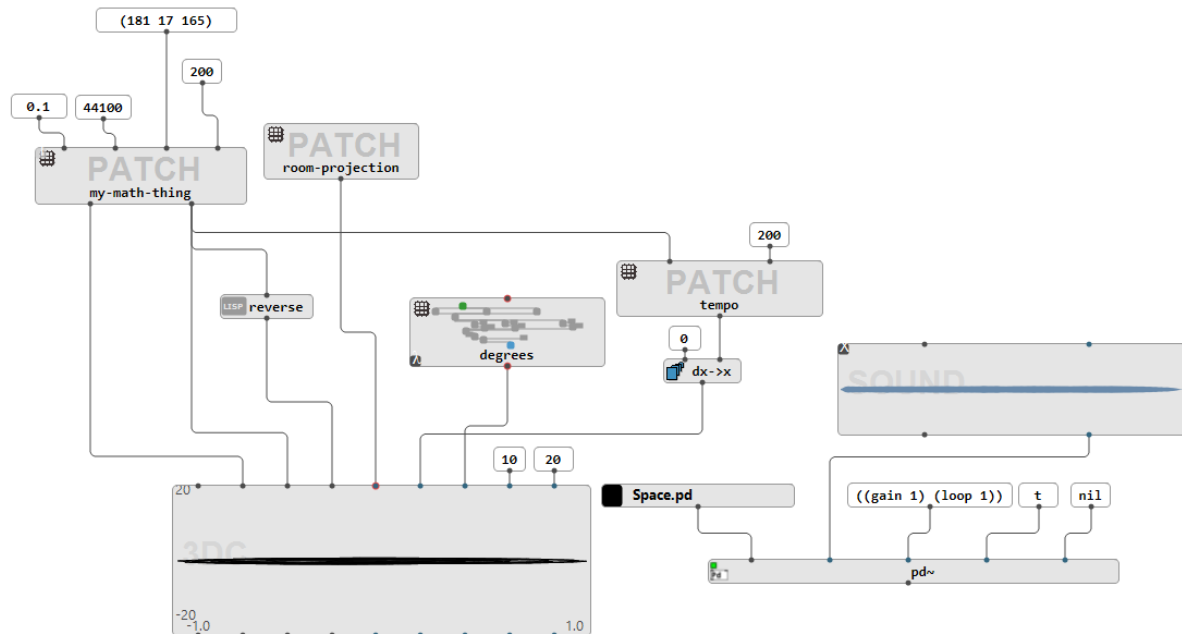 (181 17 165)
200
0.1
44100
PATCH
my-math-thing
PATCH
room-projection
200
PATCH
tempo
LISP reverse
degrees
0
dx->x
SOUND
10
20
20
3DC
-20
-1.0
1.0
Space.pd
((gain 1) (loop 1))
t
nil
pd~